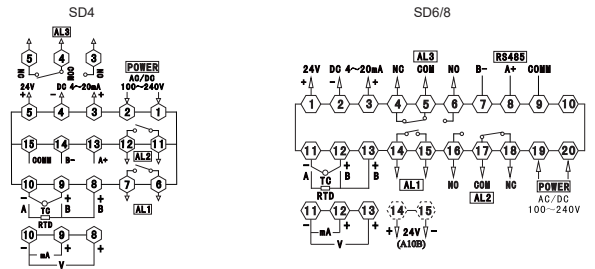 SD4 SD6/8
AL3
5 4 3
NO COM NO
POWER
AC/DC
100~240V
24V DC 4~20mA
+ - +
5 4 3 2 1
15 14 13 12 11
COMM B- A+ AL2
10 9 8 7 6
- + +
A TC B B AL1
RTD
10 9 8
- mA + +
V
AL3 RS485
24V DC 4~20mA NC COM NO B- A+ COMM
+ - +
1 2 3 4 5 6 7 8 9 10
11 12 13 14 15 16 17 18 19 20
- + +
A TC B B AL1 NO COM NC POWER
RTD AL2 AC/DC
100~240V
11 12 13 14 15
- mA + + + 24V -
V (A10B)